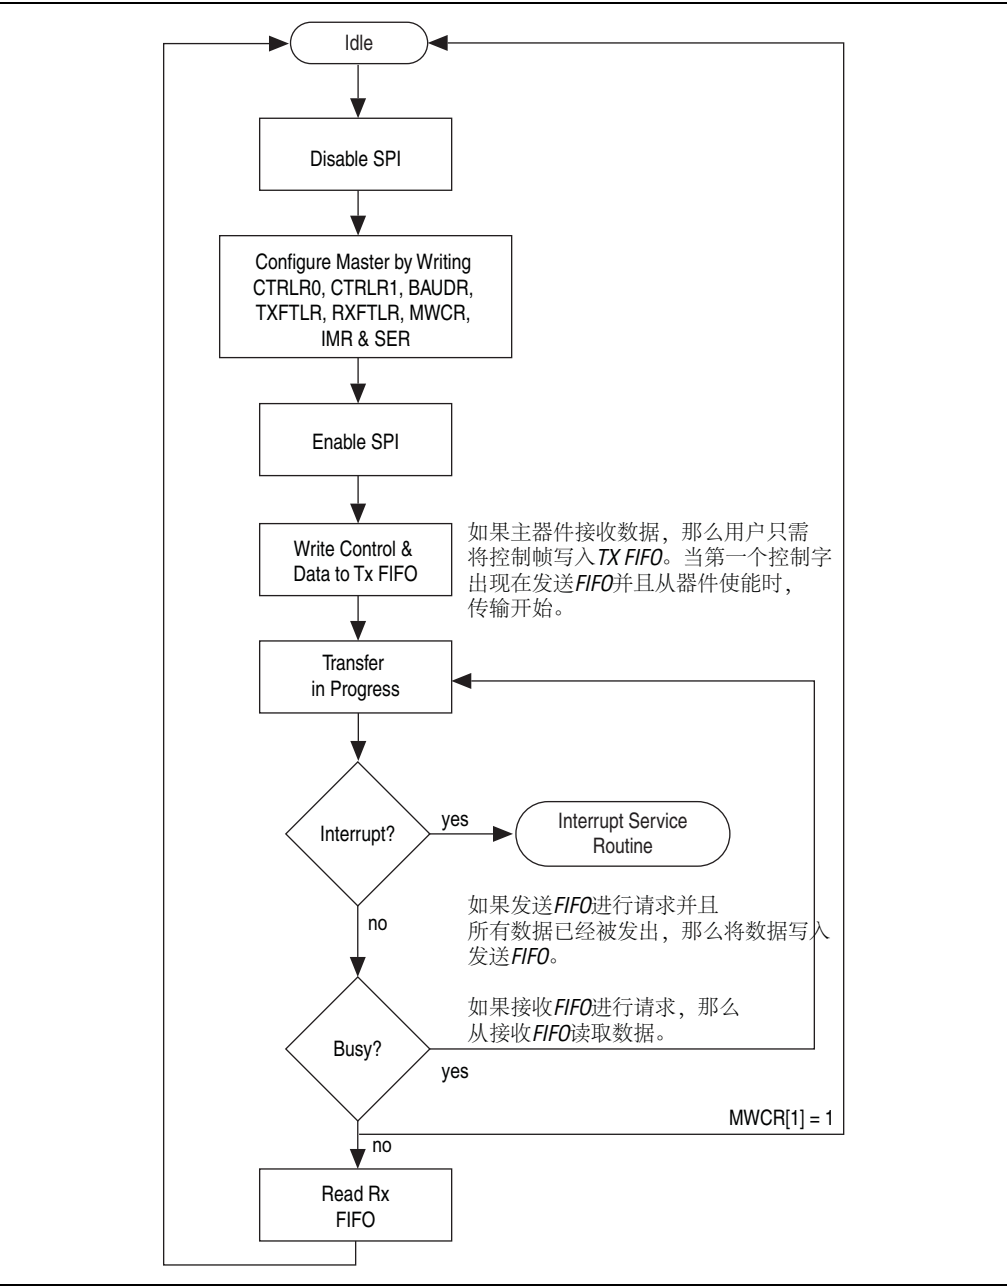 Idle
Disable SPI
Configure Master by Writing
CTRLR0, CTRLR1, BAUDR,
TXFTLR, RXFTLR, MWCR,
IMR & SER
Enable SPI
Write Control &
Data to Tx FIFO
如果主器件接收数据，那么用户只需
将控制帧写入TX FIFO。当第一个控制字
出现在发送FIFO并且从器件使能时，
传输开始。
Transfer
in Progress
Interrupt?
yes
Interrupt Service
Routine
no
如果发送FIFO进行请求并且
所有数据已经被发出，那么将数据写入
发送FIFO。
如果接收FIFO进行请求，那么
从接收FIFO读取数据。
Busy?
yes
MWCR[1] = 1
no
Read Rx
FIFO